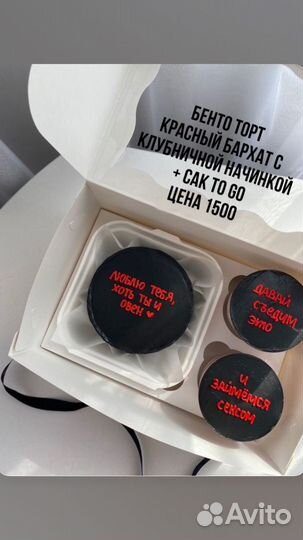 БЕНТО ТОРТ
КРАСНЫЙ БАРХАТ С
КЛУБНИЧНОЙ НАЧИНКОЙ
+ CAK TO GO
ЦЕНА 1500
ЛЮБЛЮ ТЕБЯ,
ХОТЬ ТЫ И
ОВЕН ❤
ДАВАЙ
СЪЕДИМ
ЭТО
И
ЗАЙМЁМСЯ
СЕКСОМ
Avito